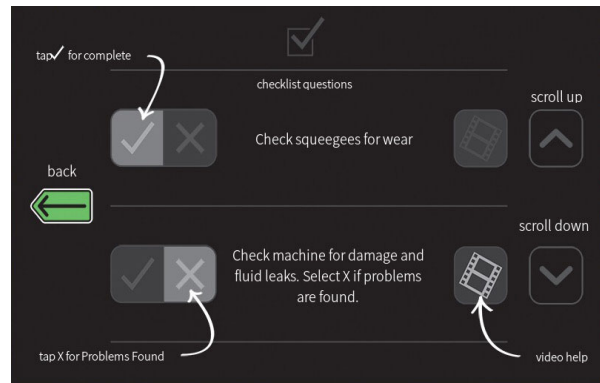 tap✓ for complete
checklist questions
scroll up
Check squeegees for wear
back
scroll down
Check machine for damage and
fluid leaks. Select X if problems
are found.
tap X for Problems Found
video help